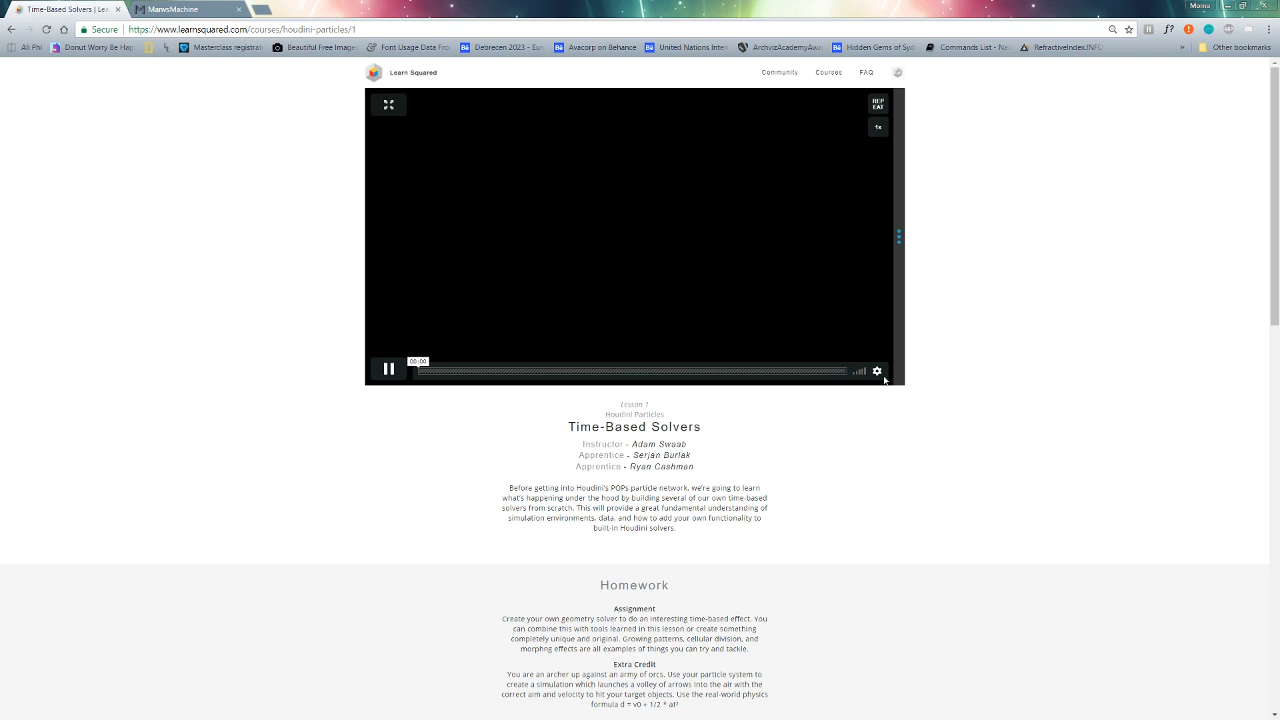 Time-Based Solvers | Lea
ManvsMachine
Momo
Secure
https://www.learnsquared.com/courses/houdini-particles/1
Ali Phi
Donut Worry Be Hap
Masterclass registrati
Beautiful Free Images
Font Usage Data Fro
Debrecen 2023 - Eur
Avacorp on Behance
United Nations Inter
ArchvizAcademyAwa
Hidden Gems of Syd
Commands List - Na
RefractiveIndex.INFO
»
Other bookmarks
Learn Squared
Community
Courses
FAQ
REP
EAT
1x
00:00
Lesson 1
Houdini Particles
Time-Based Solvers
Instructor - Adam Swaab
Apprentice - Serjan Burlak
Apprentice - Ryan Cashman
Before getting into Houdini's POPs particle network, we're going to learn
what's happening under the hood by building several of our own time-based
solvers from scratch. This will provide a great fundamental understanding of
simulation environments, data, and how to add your own functionality to
built-in Houdini solvers.
Homework
Assignment
Create your own geometry solver to do an interesting time-based effect. You
can combine this with tools learned in this lesson or create something
completely unique and original. Growing patterns, cellular division, and
morphng effects are all examples of things you can try and tackle.
Extra Credit
You are an archer up against an army of orcs. Use your particle system to
create a simulation which launches a volley of arrows into the air with the
correct aim and velocity to hit your target objects. Use the real-world physics
formula d = v0 + 1/2 * at²